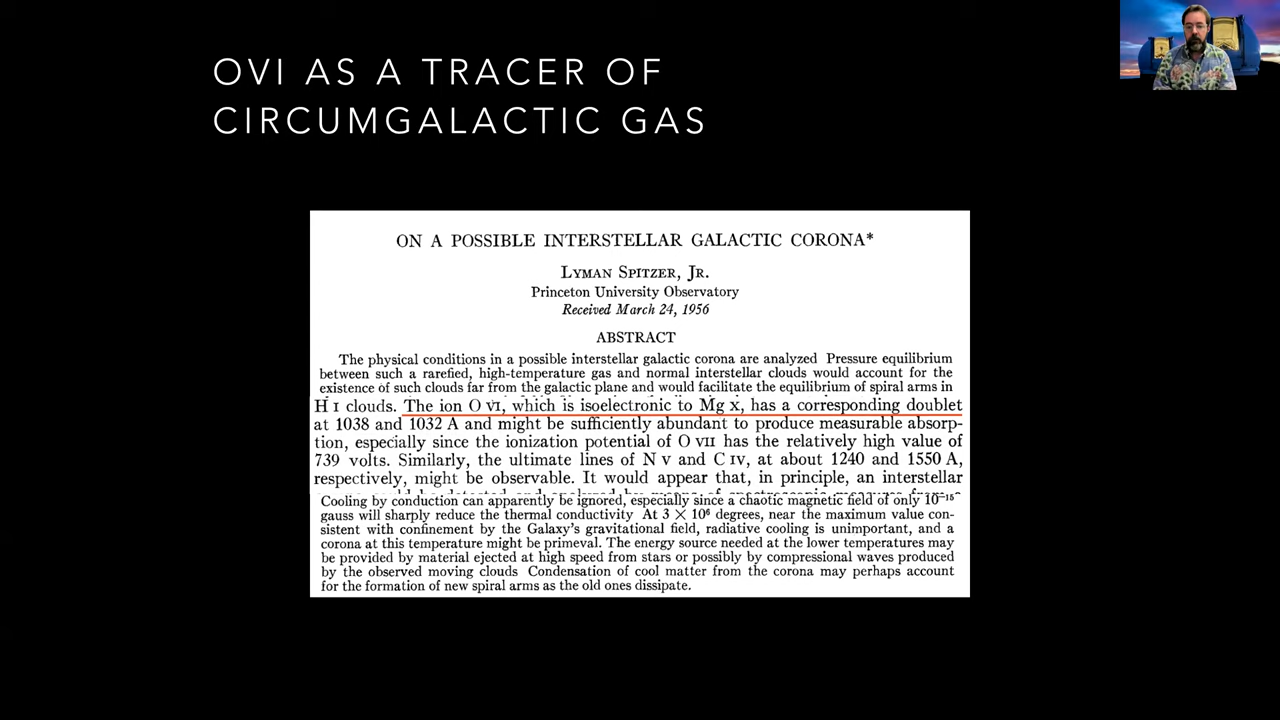 OVI AS A TRACER OF
CIRCUMGALACTIC GAS
ON A POSSIBLE INTERSTELLAR GALACTIC CORONA*
LYMAN SPITZER, JR.
Princeton University Observatory
Received March 24, 1956
ABSTRACT
The physical conditions in a possible interstellar galactic corona are analyzed Pressure equilibrium
between such a rarefied, high-temperature gas and normal interstellar clouds would account for the
existence of such clouds far from the galactic plane and would facilitate the equilibrium of spiral arms in
H I clouds. The ion O VI, which is isoelectronic to Mg X, has a corresponding doublet
at 1038 and 1032 A and might be sufficiently abundant to produce measurable absorp-
tion, especially since the ionization potential of O VII has the relatively high value of
739 volts. Similarly, the ultimate lines of N V and C IV, at about 1240 and 1550 A,
respectively, might be observable. It would appear that, in principle, an interstellar
Cooling by conduction can apparently be ignored, especially since a chaotic magnetic field of only 10⁻¹⁵
gauss will sharply reduce the thermal conductivity At 3 × 10⁶ degrees, near the maximum value con-
sistent with confinement by the Galaxy's gravitational field, radiative cooling is unimportant, and a
corona at this temperature might be primeval. The energy source needed at the lower temperatures may
be provided by material ejected at high speed from stars or possibly by compressional waves produced
by the observed moving clouds Condensation of cool matter from the corona may perhaps account
for the formation of new spiral arms as the old ones dissipate.